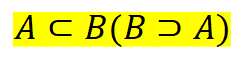 A ⊂ B(B ⊃ A)